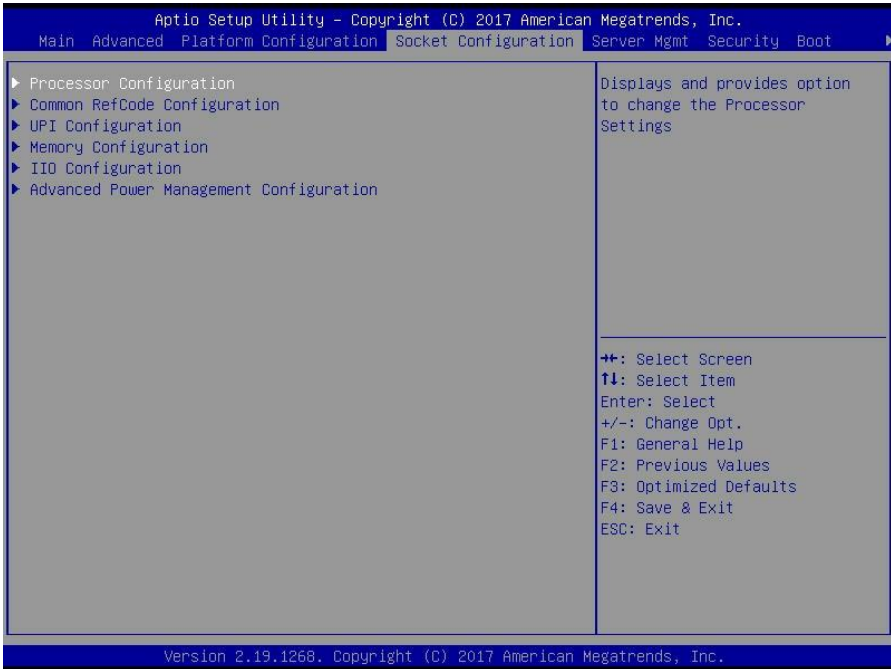 Aptio Setup Utility – Copyright (C) 2017 American Megatrends, Inc.
Main Advanced Platform Configuration Socket Configuration Server Mgmt Security Boot ▶
▶ Processor Configuration
▶ Common RefCode Configuration
▶ UPI Configuration
▶ Memory Configuration
▶ IIO Configuration
▶ Advanced Power Management Configuration
Displays and provides option
to change the Processor
Settings
→←: Select Screen
↑↓: Select Item
Enter: Select
+/-: Change Opt.
F1: General Help
F2: Previous Values
F3: Optimized Defaults
F4: Save & Exit
ESC: Exit
Version 2.19.1268. Copyright (C) 2017 American Megatrends, Inc.